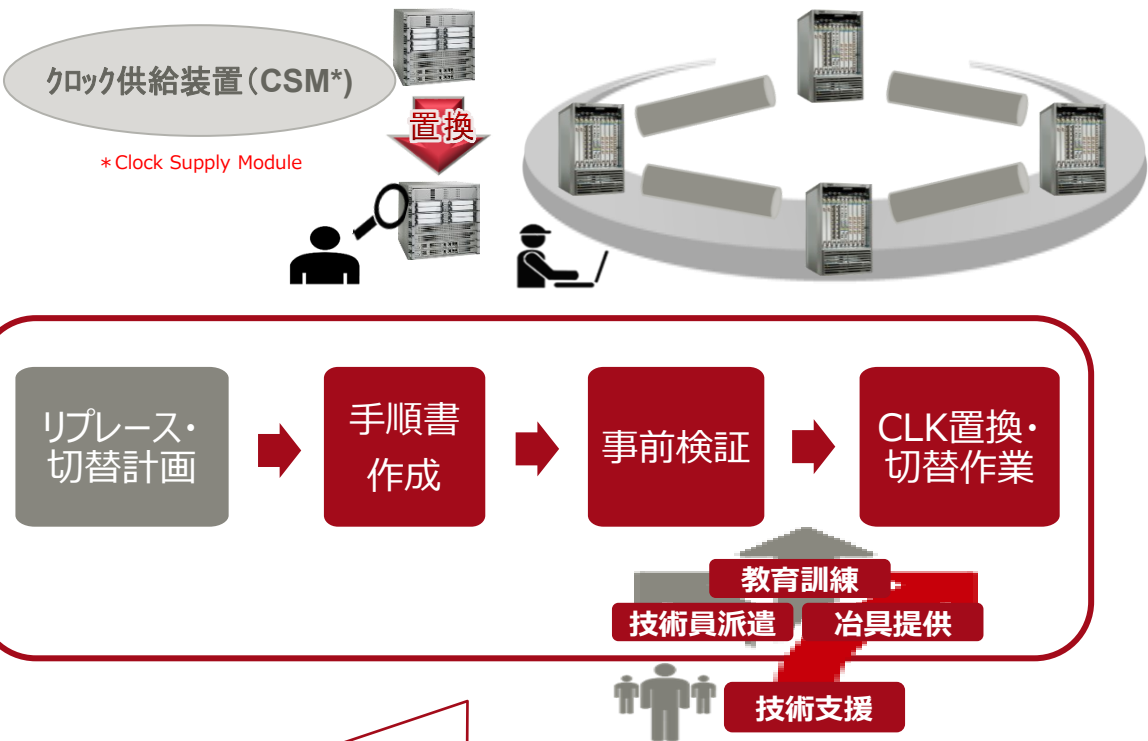 クロック供給装置（CSM*)
＊Clock Supply Module
置換
リプレース・
切替計画
手順書
作成
事前検証
CLK置換・
切替作業
教育訓練
技術員派遣
冶具提供
技術支援